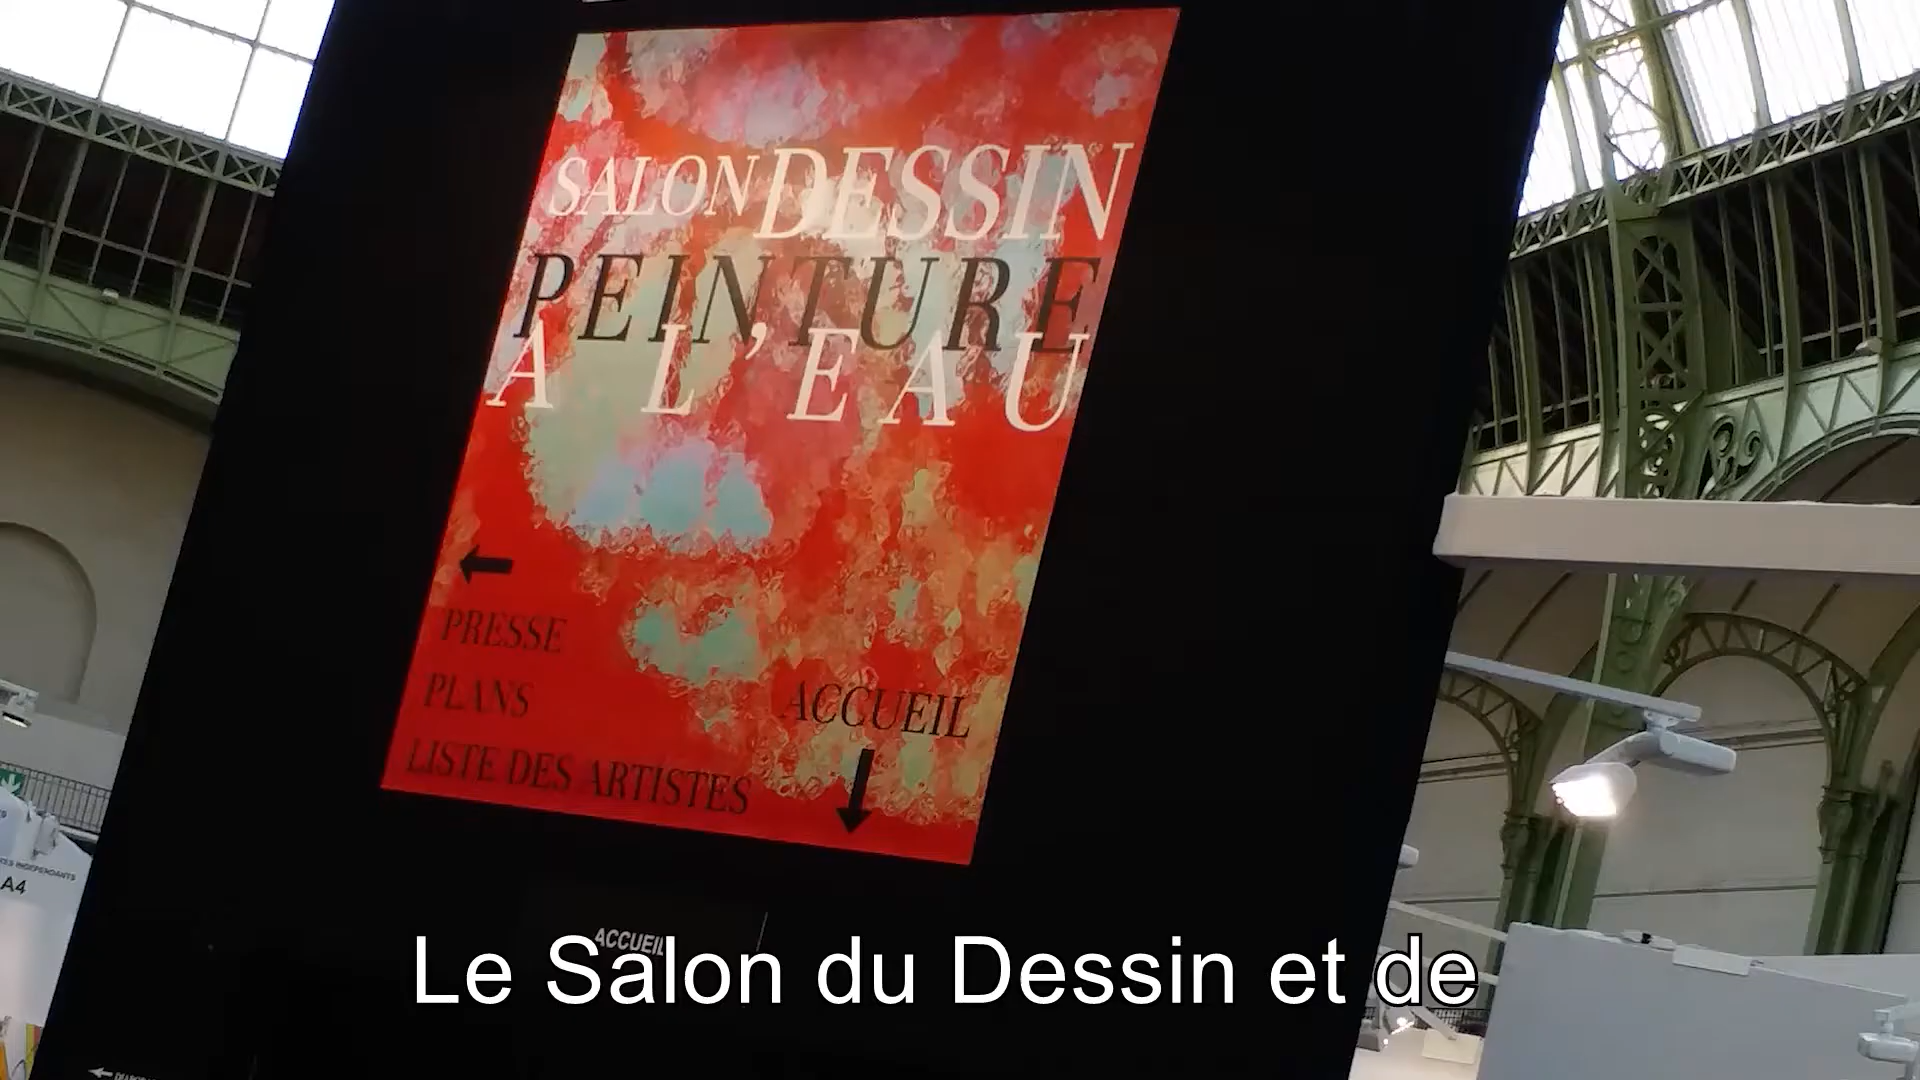 SALON DESSIN
PEINTURE
A L'EAU
PRESSE
PLANS
LISTE DES ARTISTES
ACCUEIL
A4
ACCUEIL
Le Salon du Dessin et de